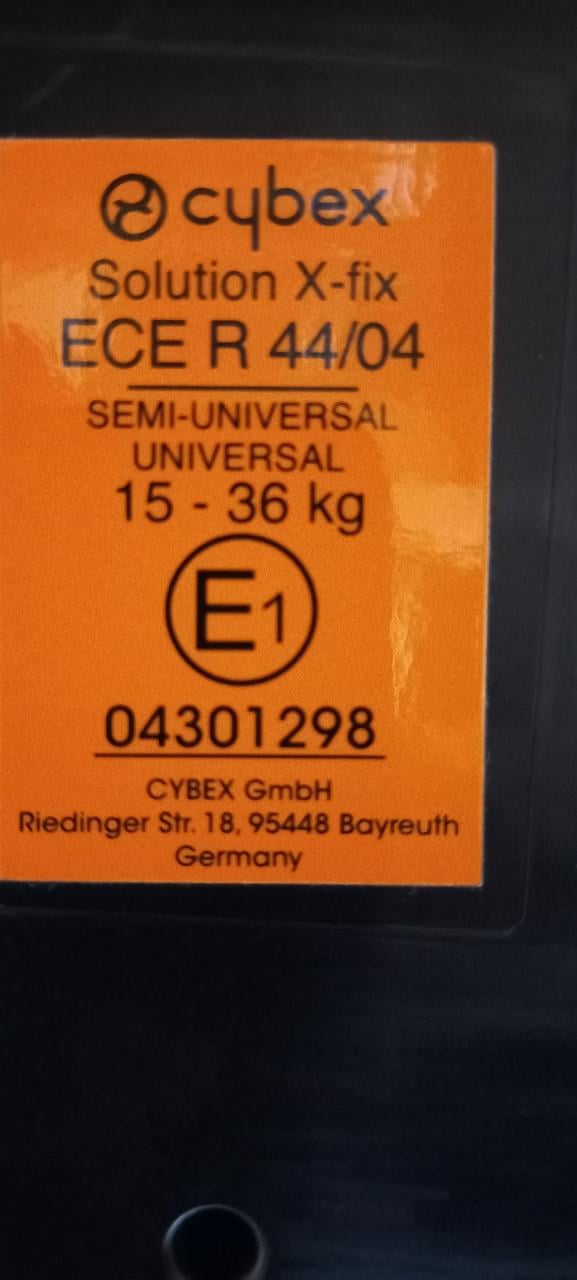 cybex
Solution X-fix
ECE R 44/04
SEMI-UNIVERSAL
UNIVERSAL
15 - 36 kg
E1
04301298
CYBEX GmbH
Riedinger Str. 18, 95448 Bayreuth
Germany